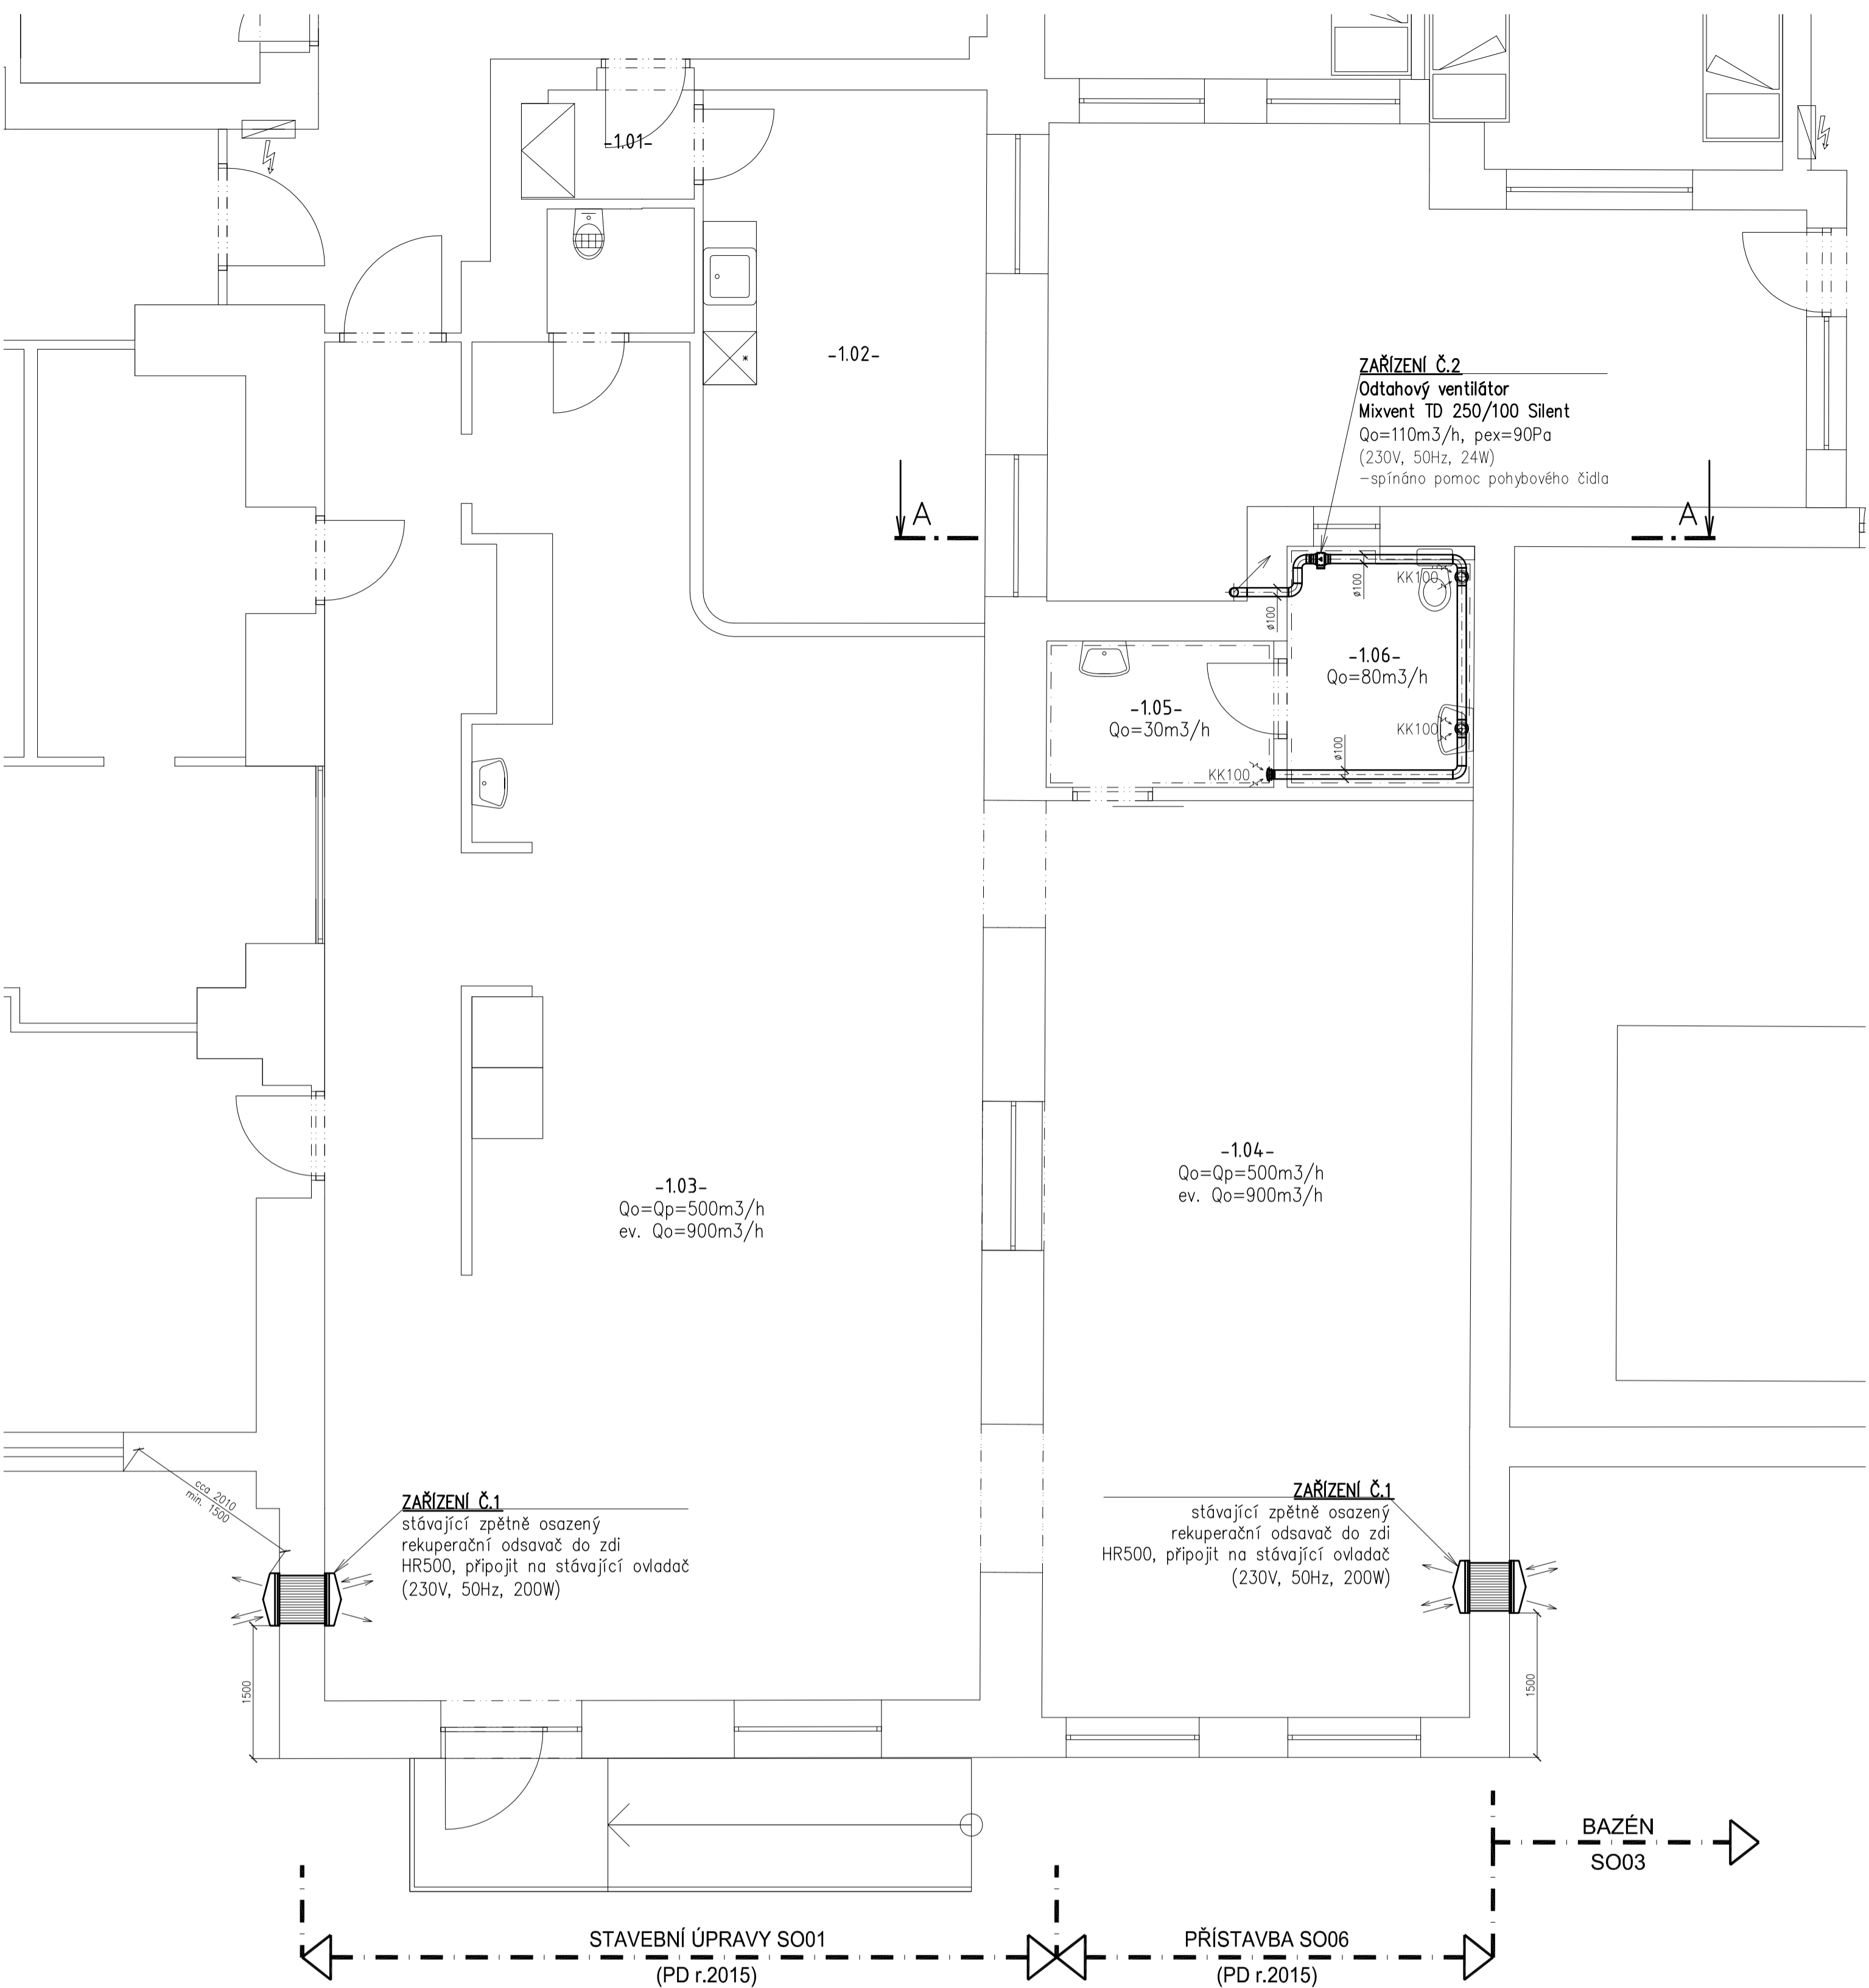 -1.01-
-1.02-
ZAŘÍZENÍ Č.2
Odtahový ventilátor
Mixvent TD 250/100 Silent
Qo=110m3/h, pex=90Pa
(230V, 50Hz, 24W)
-spínáno pomoc pohybového čidla
A
A
KK100
ø100
ø100
-1.06-
Qo=80m3/h
-1.05-
Qo=30m3/h
KK100
ø100
KK100
-1.03-
Qo=Qp=500m3/h
ev. Qo=900m3/h
-1.04-
Qo=Qp=500m3/h
ev. Qo=900m3/h
cca 2010
min. 1500
ZAŘÍZENÍ Č.1
stávající zpětně osazený
rekuperační odsavač do zdi
HR500, připojit na stávající ovladač
(230V, 50Hz, 200W)
ZAŘÍZENÍ Č.1
stávající zpětně osazený
rekuperační odsavač do zdi
HR500, připojit na stávající ovladač
(230V, 50Hz, 200W)
1500
1500
BAZÉN
SO03
STAVEBNÍ ÚPRAVY SO01
(PD r.2015)
PŘÍSTAVBA SO06
(PD r.2015)